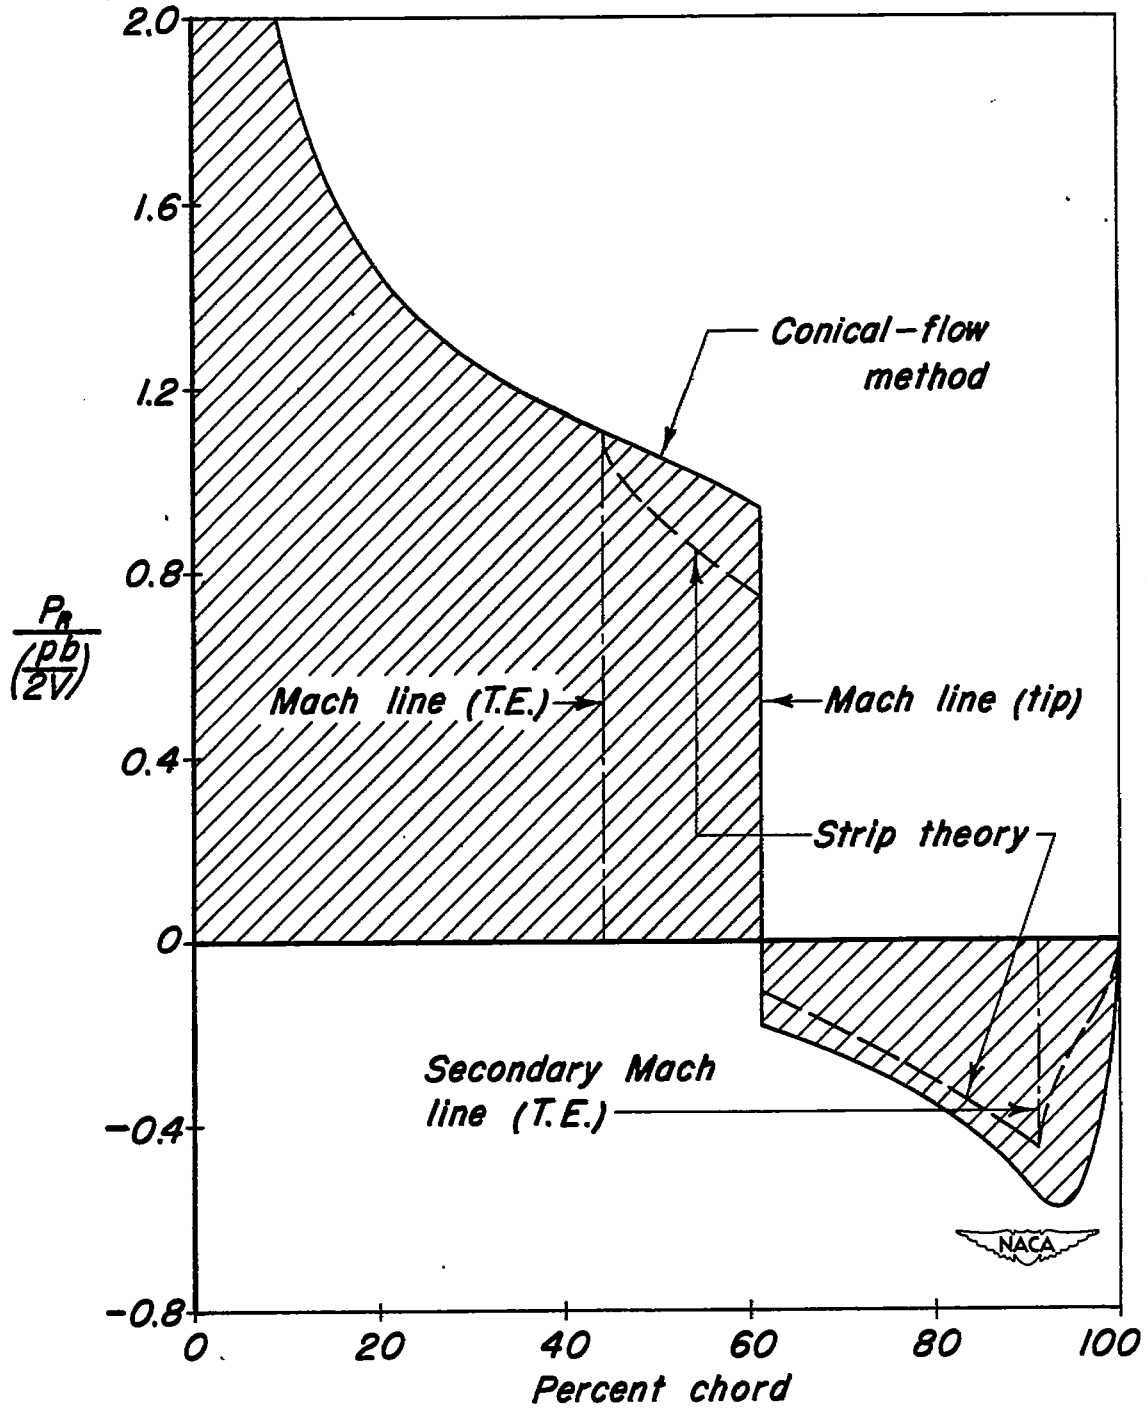 2.0
1.6
1.2
0.8
0.4
0
-0.4
-0.8
P_R
(pb
2V)
Conical-flow
method
Mach line (T.E.)
Mach line (tip)
Strip theory
Secondary Mach
line (T.E.)
NACA
0 20 40 60 80 100
Percent chord